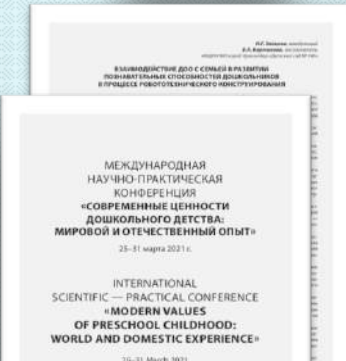 ВЗАИМОДЕЙСТВИЕ ДОО С СЕМЬЕЙ В РАЗВИТИИ
ПОЗНАВАТЕЛЬНЫХ СПОСОБНОСТЕЙ ДОШКОЛЬНИКОВ
В ПРОЦЕССЕ РОБОТОТЕХНИЧЕСКОГО КОНСТРУИРОВАНИЯ
МЕЖДУНАРОДНАЯ
НАУЧНО-ПРАКТИЧЕСКАЯ
КОНФЕРЕНЦИЯ
«СОВРЕМЕННЫЕ ЦЕННОСТИ
ДОШКОЛЬНОГО ДЕТСТВА:
МИРОВОЙ И ОТЕЧЕСТВЕННЫЙ ОПЫТ»
25–31 марта 2021 г.
INTERNATIONAL
SCIENTIFIC — PRACTICAL CONFERENCE
«MODERN VALUES
OF PRESCHOOL CHILDHOOD:
WORLD AND DOMESTIC EXPERIENCE»
25–31, March, 2021